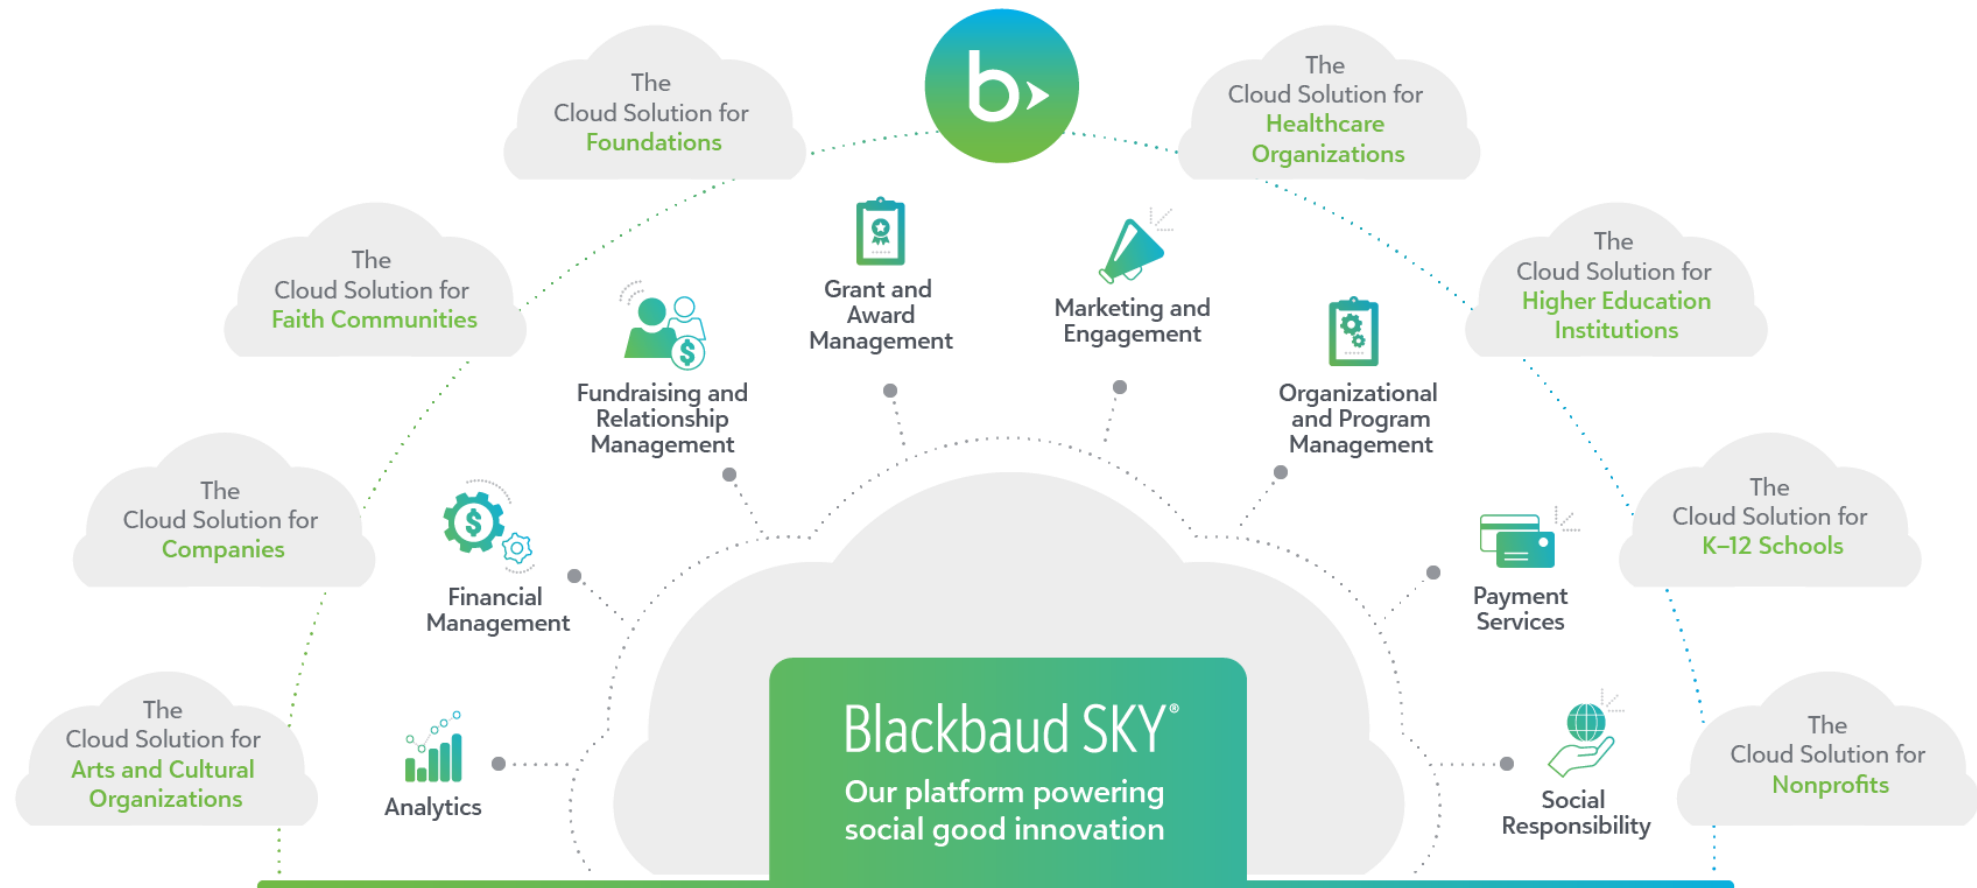 The
Cloud Solution for
Foundations
b
The
Cloud Solution for
Healthcare
Organizations
The
Cloud Solution for
Faith Communities
The
Cloud Solution for
Higher Education
Institutions
Grant and
Award
Management
Marketing and
Engagement
$
Fundraising and
Relationship
Management
Organizational
and Program
Management
The
Cloud Solution for
Companies
$
Financial
Management
Payment
Services
The
Cloud Solution for
K–12 Schools
The
Cloud Solution for
Arts and Cultural
Organizations
Analytics
Blackbaud SKY®
Our platform powering
social good innovation
Social
Responsibility
The
Cloud Solution for
Nonprofits